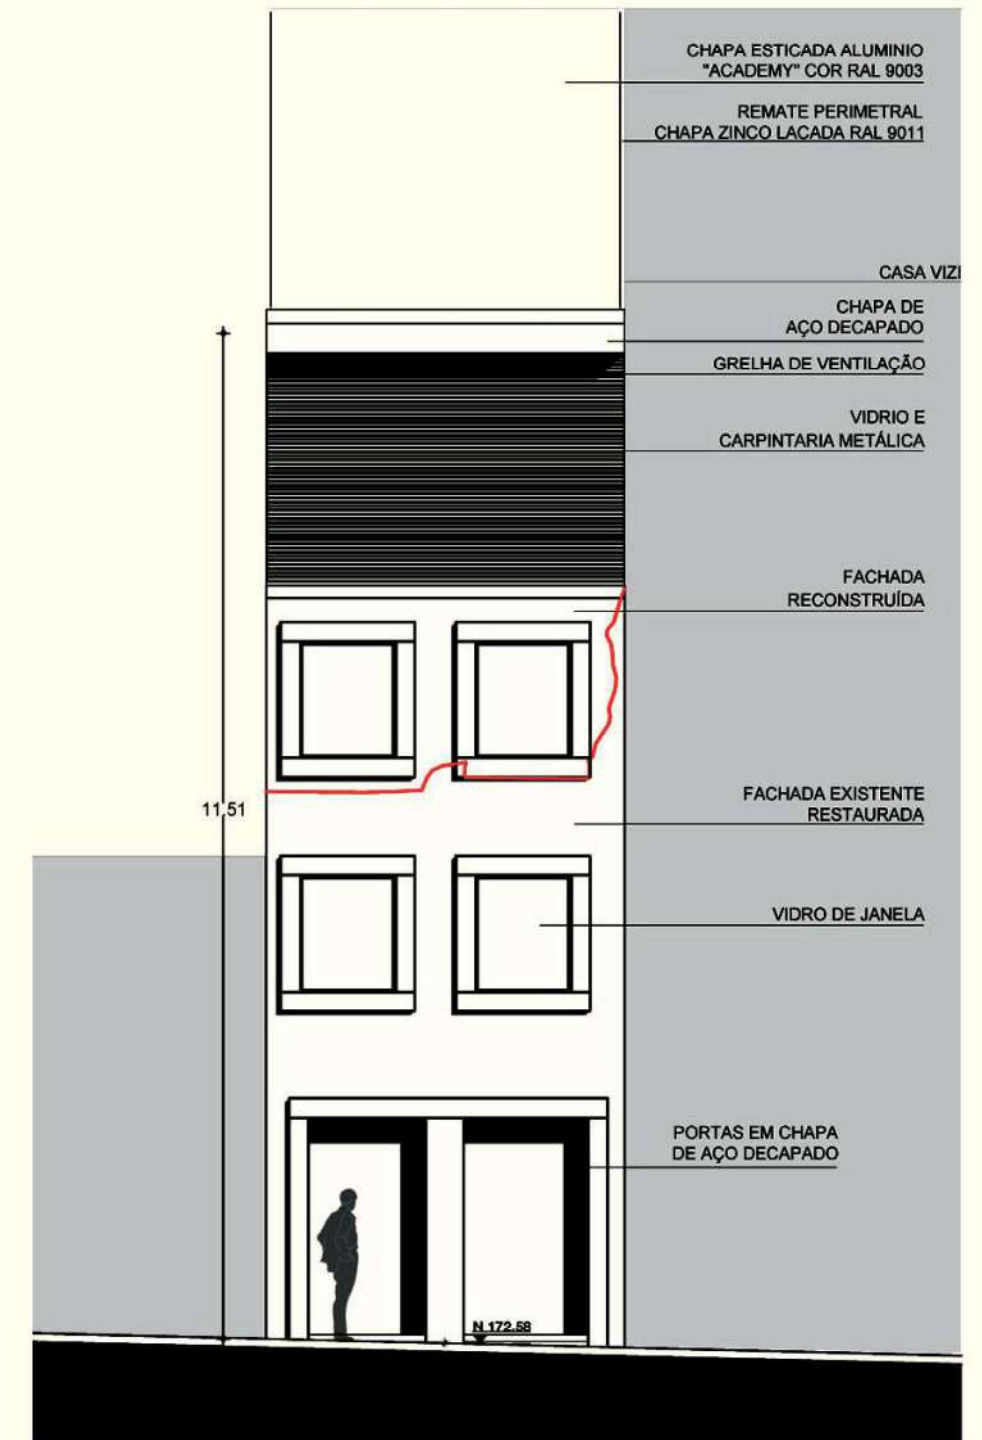 CHAPA ESTICADA ALUMINIO
"ACADEMY" COR RAL 9003
REMATE PERIMETRAL
CHAPA ZINCO LACADA RAL 9011
CASA VIZI
CHAPA DE
AÇO DECAPADO
GRELHA DE VENTILAÇÃO
VIDRIO E
CARPINTARIA METÁLICA
FACHADA
RECONSTRUÍDA
11,51
FACHADA EXISTENTE
RESTAURADA
VIDRO DE JANELA
PORTAS EM CHAPA
DE AÇO DECAPADO
N 172.58